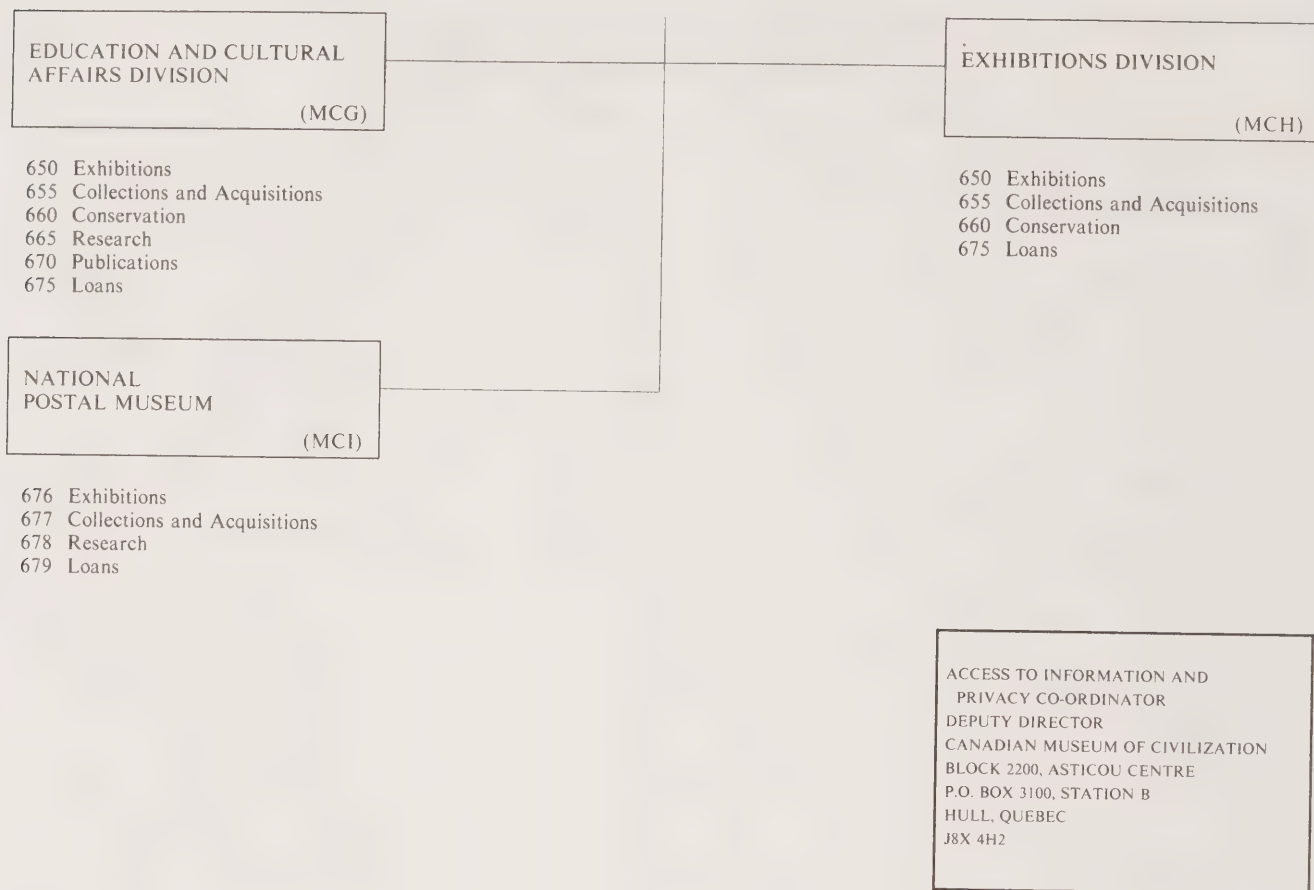 EDUCATION AND CULTURAL
AFFAIRS DIVISION
(MCG)
650 Exhibitions
655 Collections and Acquisitions
660 Conservation
665 Research
670 Publications
675 Loans
EXHIBITIONS DIVISION
(MCH)
650 Exhibitions
655 Collections and Acquisitions
660 Conservation
675 Loans
NATIONAL
POSTAL MUSEUM
(MCI)
676 Exhibitions
677 Collections and Acquisitions
678 Research
679 Loans
ACCESS TO INFORMATION AND
PRIVACY CO-ORDINATOR
DEPUTY DIRECTOR
CANADIAN MUSEUM OF CIVILIZATION
BLOCK 2200, ASTICOU CENTRE
P.O. BOX 3100, STATION B
HULL, QUEBEC
J8X 4H2